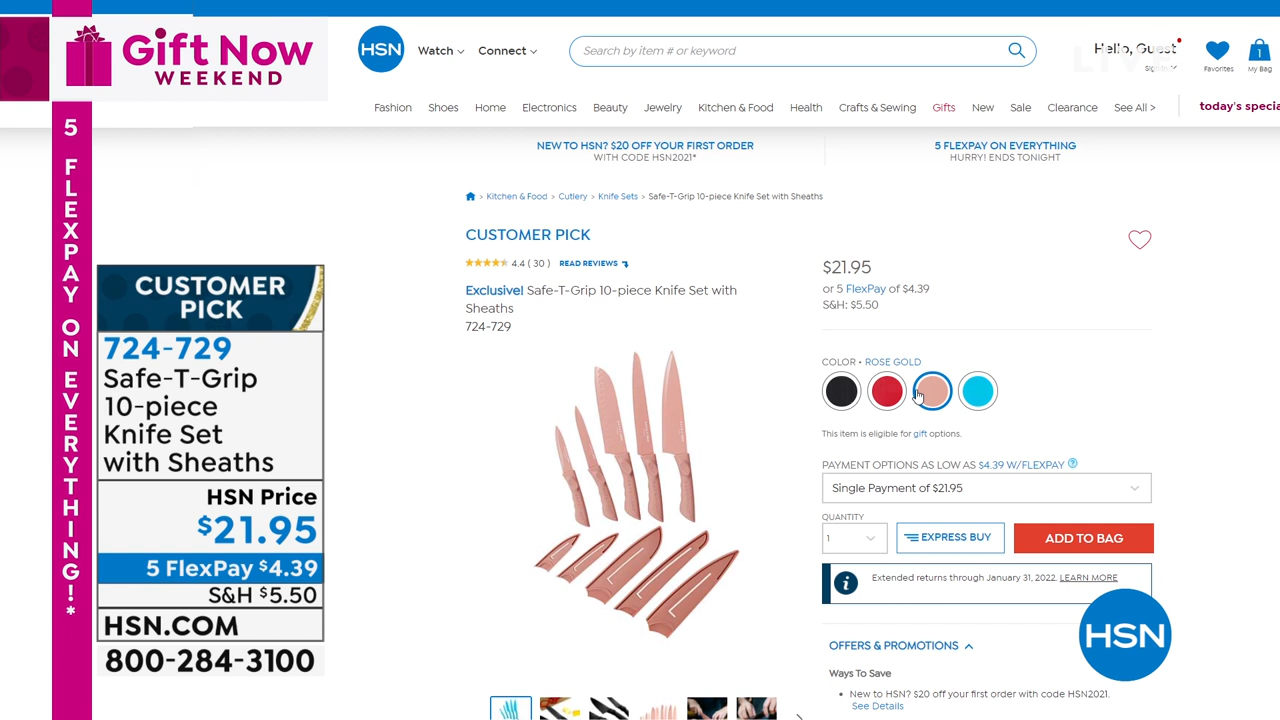 Gift Now
WEEKEND
5 FLEXPAY ON EVERYTHING!*
CUSTOMER
PICK
724-729
Safe-T-Grip
10-piece
Knife Set
with Sheaths
HSN Price
$21.95
5 FlexPay $4.39
S&H $5.50
HSN.COM
800-284-3100
HSN
Watch
Connect
Search by item # or keyword
LIVE
Hello, Guest
Favorites
1
My Bag
Fashion Shoes Home Electronics Beauty Jewelry Kitchen & Food Health Crafts & Sewing Gifts New Sale Clearance See All >
today's specia
NEW TO HSN? $20 OFF YOUR FIRST ORDER
WITH CODE HSN2021*
5 FLEXPAY ON EVERYTHING
HURRY! ENDS TONIGHT
> Kitchen & Food > Cutlery > Knife Sets > Safe-T-Grip 10-piece Knife Set with Sheaths
CUSTOMER PICK
4.4 ( 30 ) READ REVIEWS
Exclusive! Safe-T-Grip 10-piece Knife Set with
Sheaths
724-729
$21.95
or 5 FlexPay of $4.39
S&H: $5.50
COLOR • ROSE GOLD
This item is eligible for gift options.
PAYMENT OPTIONS AS LOW AS $4.39 W/FLEXPAY ?
Single Payment of $21.95
QUANTITY
1
EXPRESS BUY
ADD TO BAG
i
Extended returns through January 31, 2022. LEARN MORE
HSN
OFFERS & PROMOTIONS
Ways To Save
• New to HSN? $20 off your first order with code HSN2021.
See Details